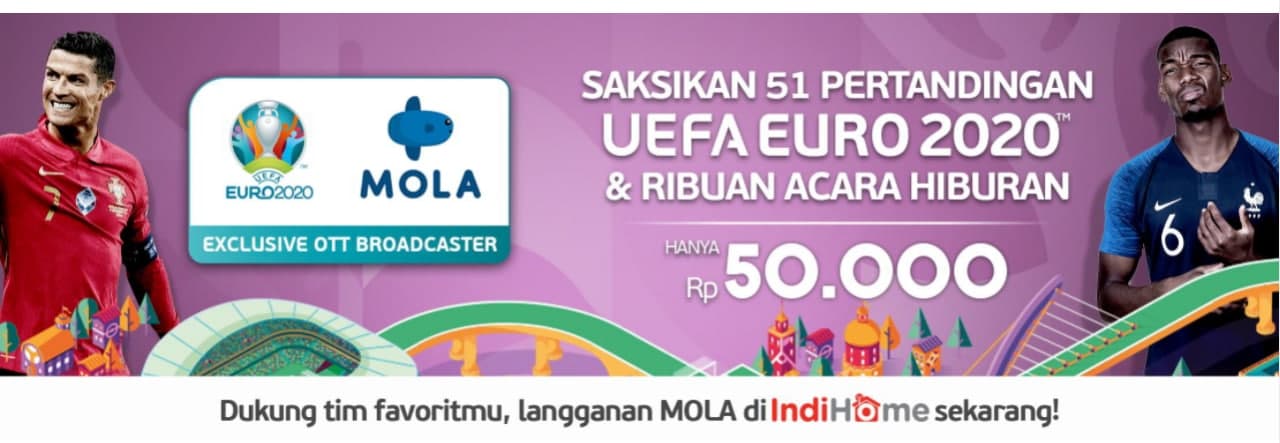 UEFA
EURO2020
MOLA
EXCLUSIVE OTT BROADCASTER
SAKSIKAN 51 PERTANDINGAN
UEFA EURO 2020™
& RIBUAN ACARA HIBURAN
HANYA
Rp 50.000
7
6
Dukung tim favoritmu, langganan MOLA di IndiHome sekarang!